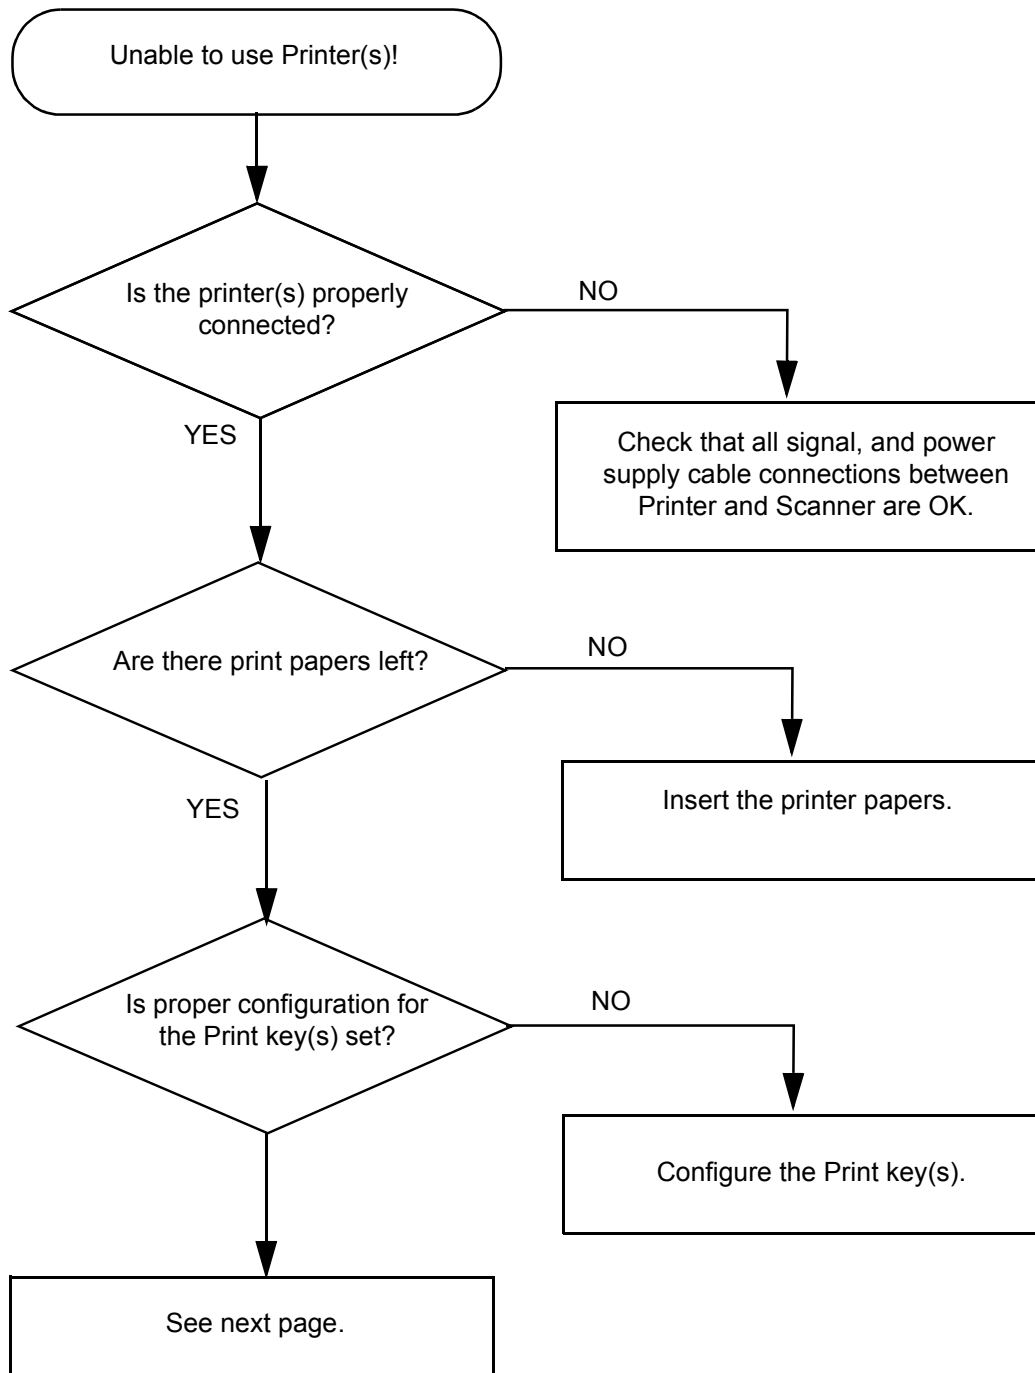 Unable to use Printer(s)!
Is the printer(s) properly
connected?
NO
YES
Check that all signal, and power
supply cable connections between
Printer and Scanner are OK.
Are there print papers left?
NO
YES
Insert the printer papers.
Is proper configuration for
the Print key(s) set?
NO
Configure the Print key(s).
See next page.